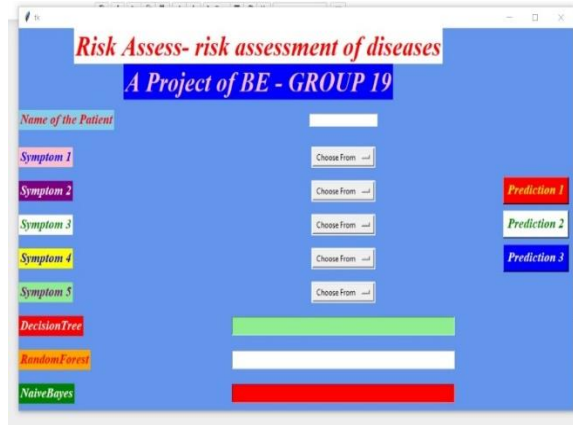 tk
Risk Assess- risk assessment of diseases
A Project of BE - GROUP 19
Name of the Patient
Symptom 1 Choose From
Symptom 2 Choose From Prediction 1
Symptom 3 Choose From Prediction 2
Symptom 4 Choose From Prediction 3
Symptom 5 Choose From
DecisionTree
RandomForest
NaiveBayes